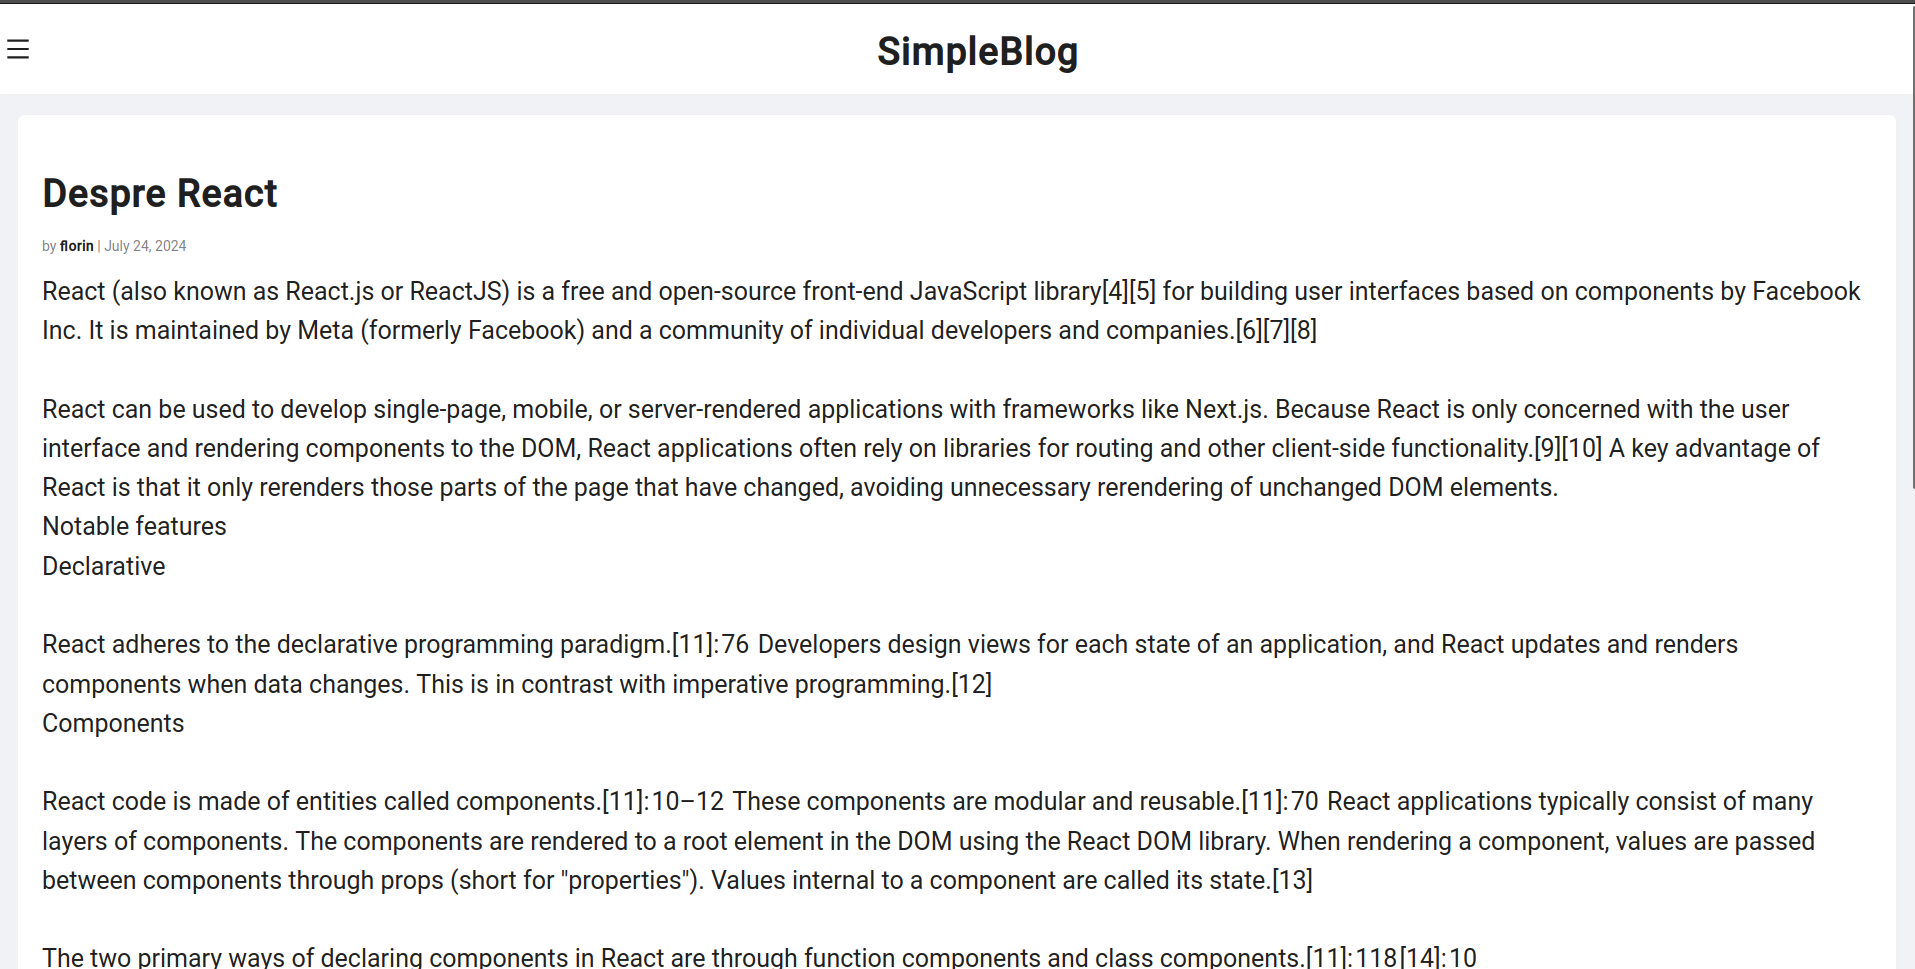 SimpleBlog
Despre React
by florin | July 24, 2024
React (also known as React.js or ReactJS) is a free and open-source front-end JavaScript library[4][5] for building user interfaces based on components by Facebook
Inc. It is maintained by Meta (formerly Facebook) and a community of individual developers and companies.[6][7][8]
React can be used to develop single-page, mobile, or server-rendered applications with frameworks like Next.js. Because React is only concerned with the user
interface and rendering components to the DOM, React applications often rely on libraries for routing and other client-side functionality.[9][10] A key advantage of
React is that it only rerenders those parts of the page that have changed, avoiding unnecessary rerendering of unchanged DOM elements.
Notable features
Declarative
React adheres to the declarative programming paradigm.[11]: 76  Developers design views for each state of an application, and React updates and renders
components when data changes. This is in contrast with imperative programming.[12]
Components
React code is made of entities called components.[11]: 10–12  These components are modular and reusable.[11]: 70  React applications typically consist of many
layers of components. The components are rendered to a root element in the DOM using the React DOM library. When rendering a component, values are passed
between components through props (short for "properties"). Values internal to a component are called its state.[13]
The two primary ways of declaring components in React are through function components and class components.[11]: 118 [14]: 10